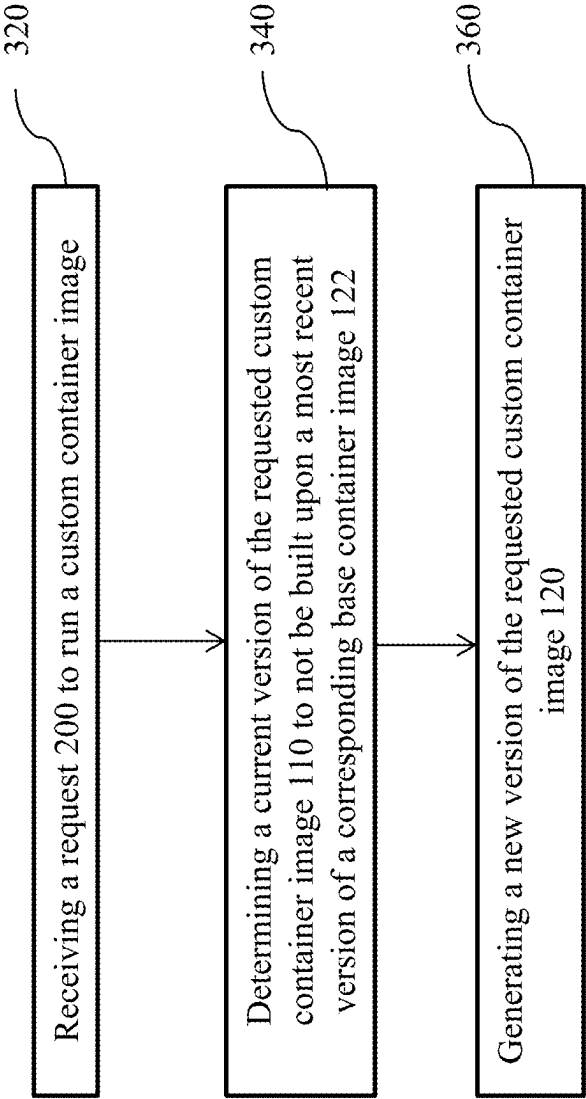 320
Receiving a request 200 to run a custom container image
340
Determining a current version of the requested custom
container image 110 to not be built upon a most recent
version of a corresponding base container image 122
360
Generating a new version of the requested custom container
image 120